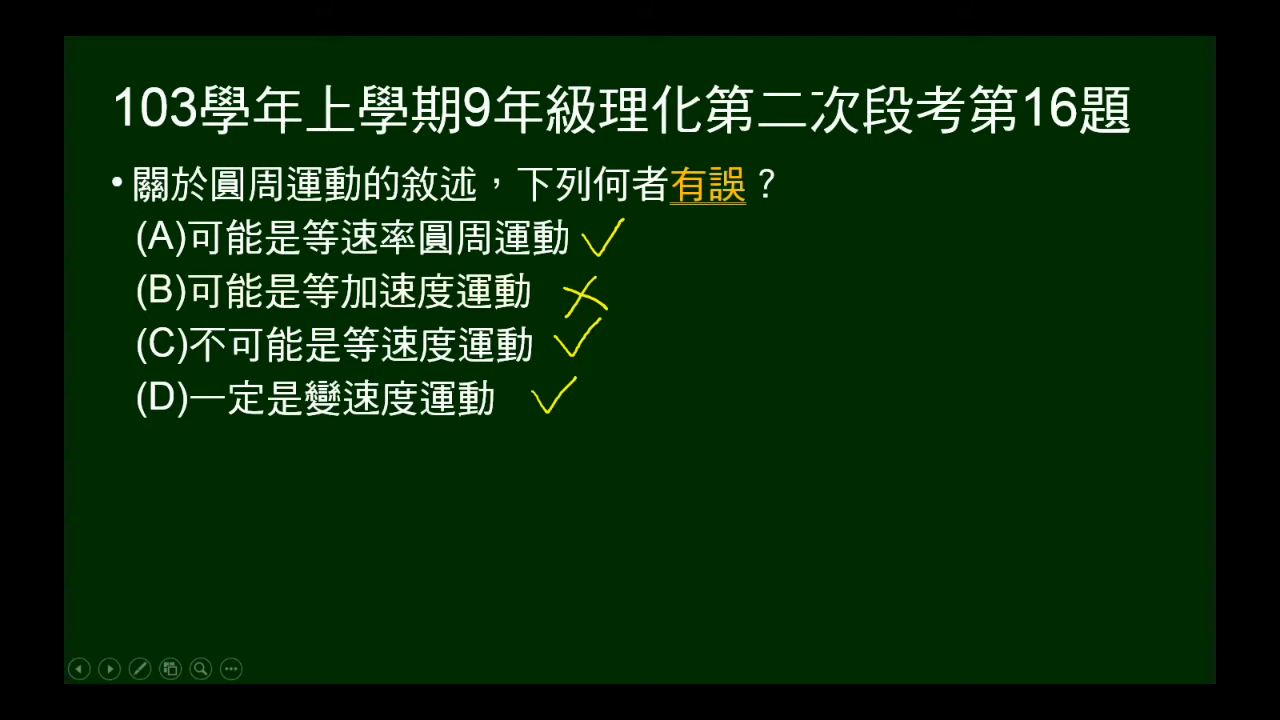 103學年上學期9年級理化第二次段考第16題
•關於圓周運動的敘述，下列何者有誤？
(A)可能是等速率圓周運動
(B)可能是等加速度運動
(C)不可能是等速度運動
(D)一定是變速度運動